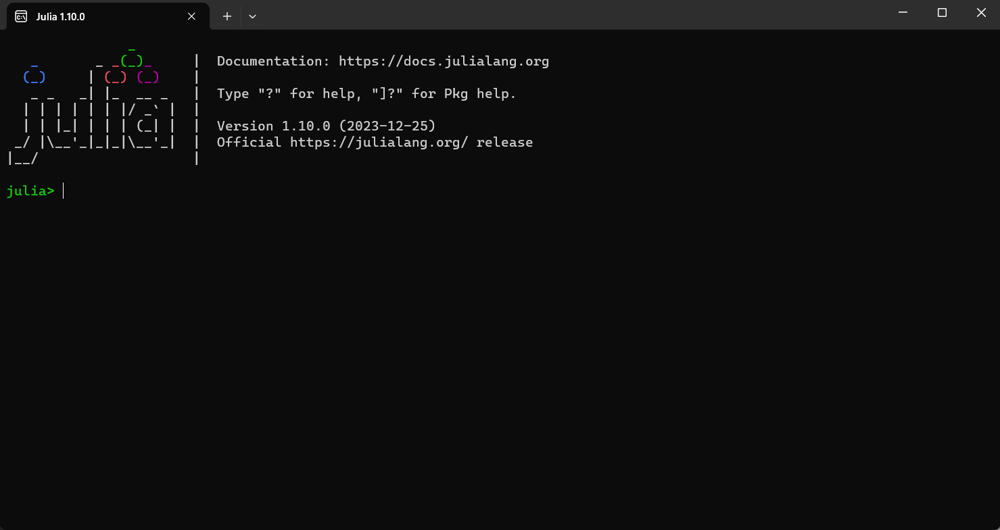 Julia 1.10.0
               _
   _       _ _(_)_     |  Documentation: https://docs.julialang.org
  (_)     | (_) (_)    |
   _ _   _| |_  __ _   |  Type "?" for help, "]?" for Pkg help.
  | | | | | | |/ _` |  |
  | | |_| | | | (_| |  |  Version 1.10.0 (2023-12-25)
 _/ |\__'_|_|_|\__'_|  |  Official https://julialang.org/ release
|__/                   |
julia>